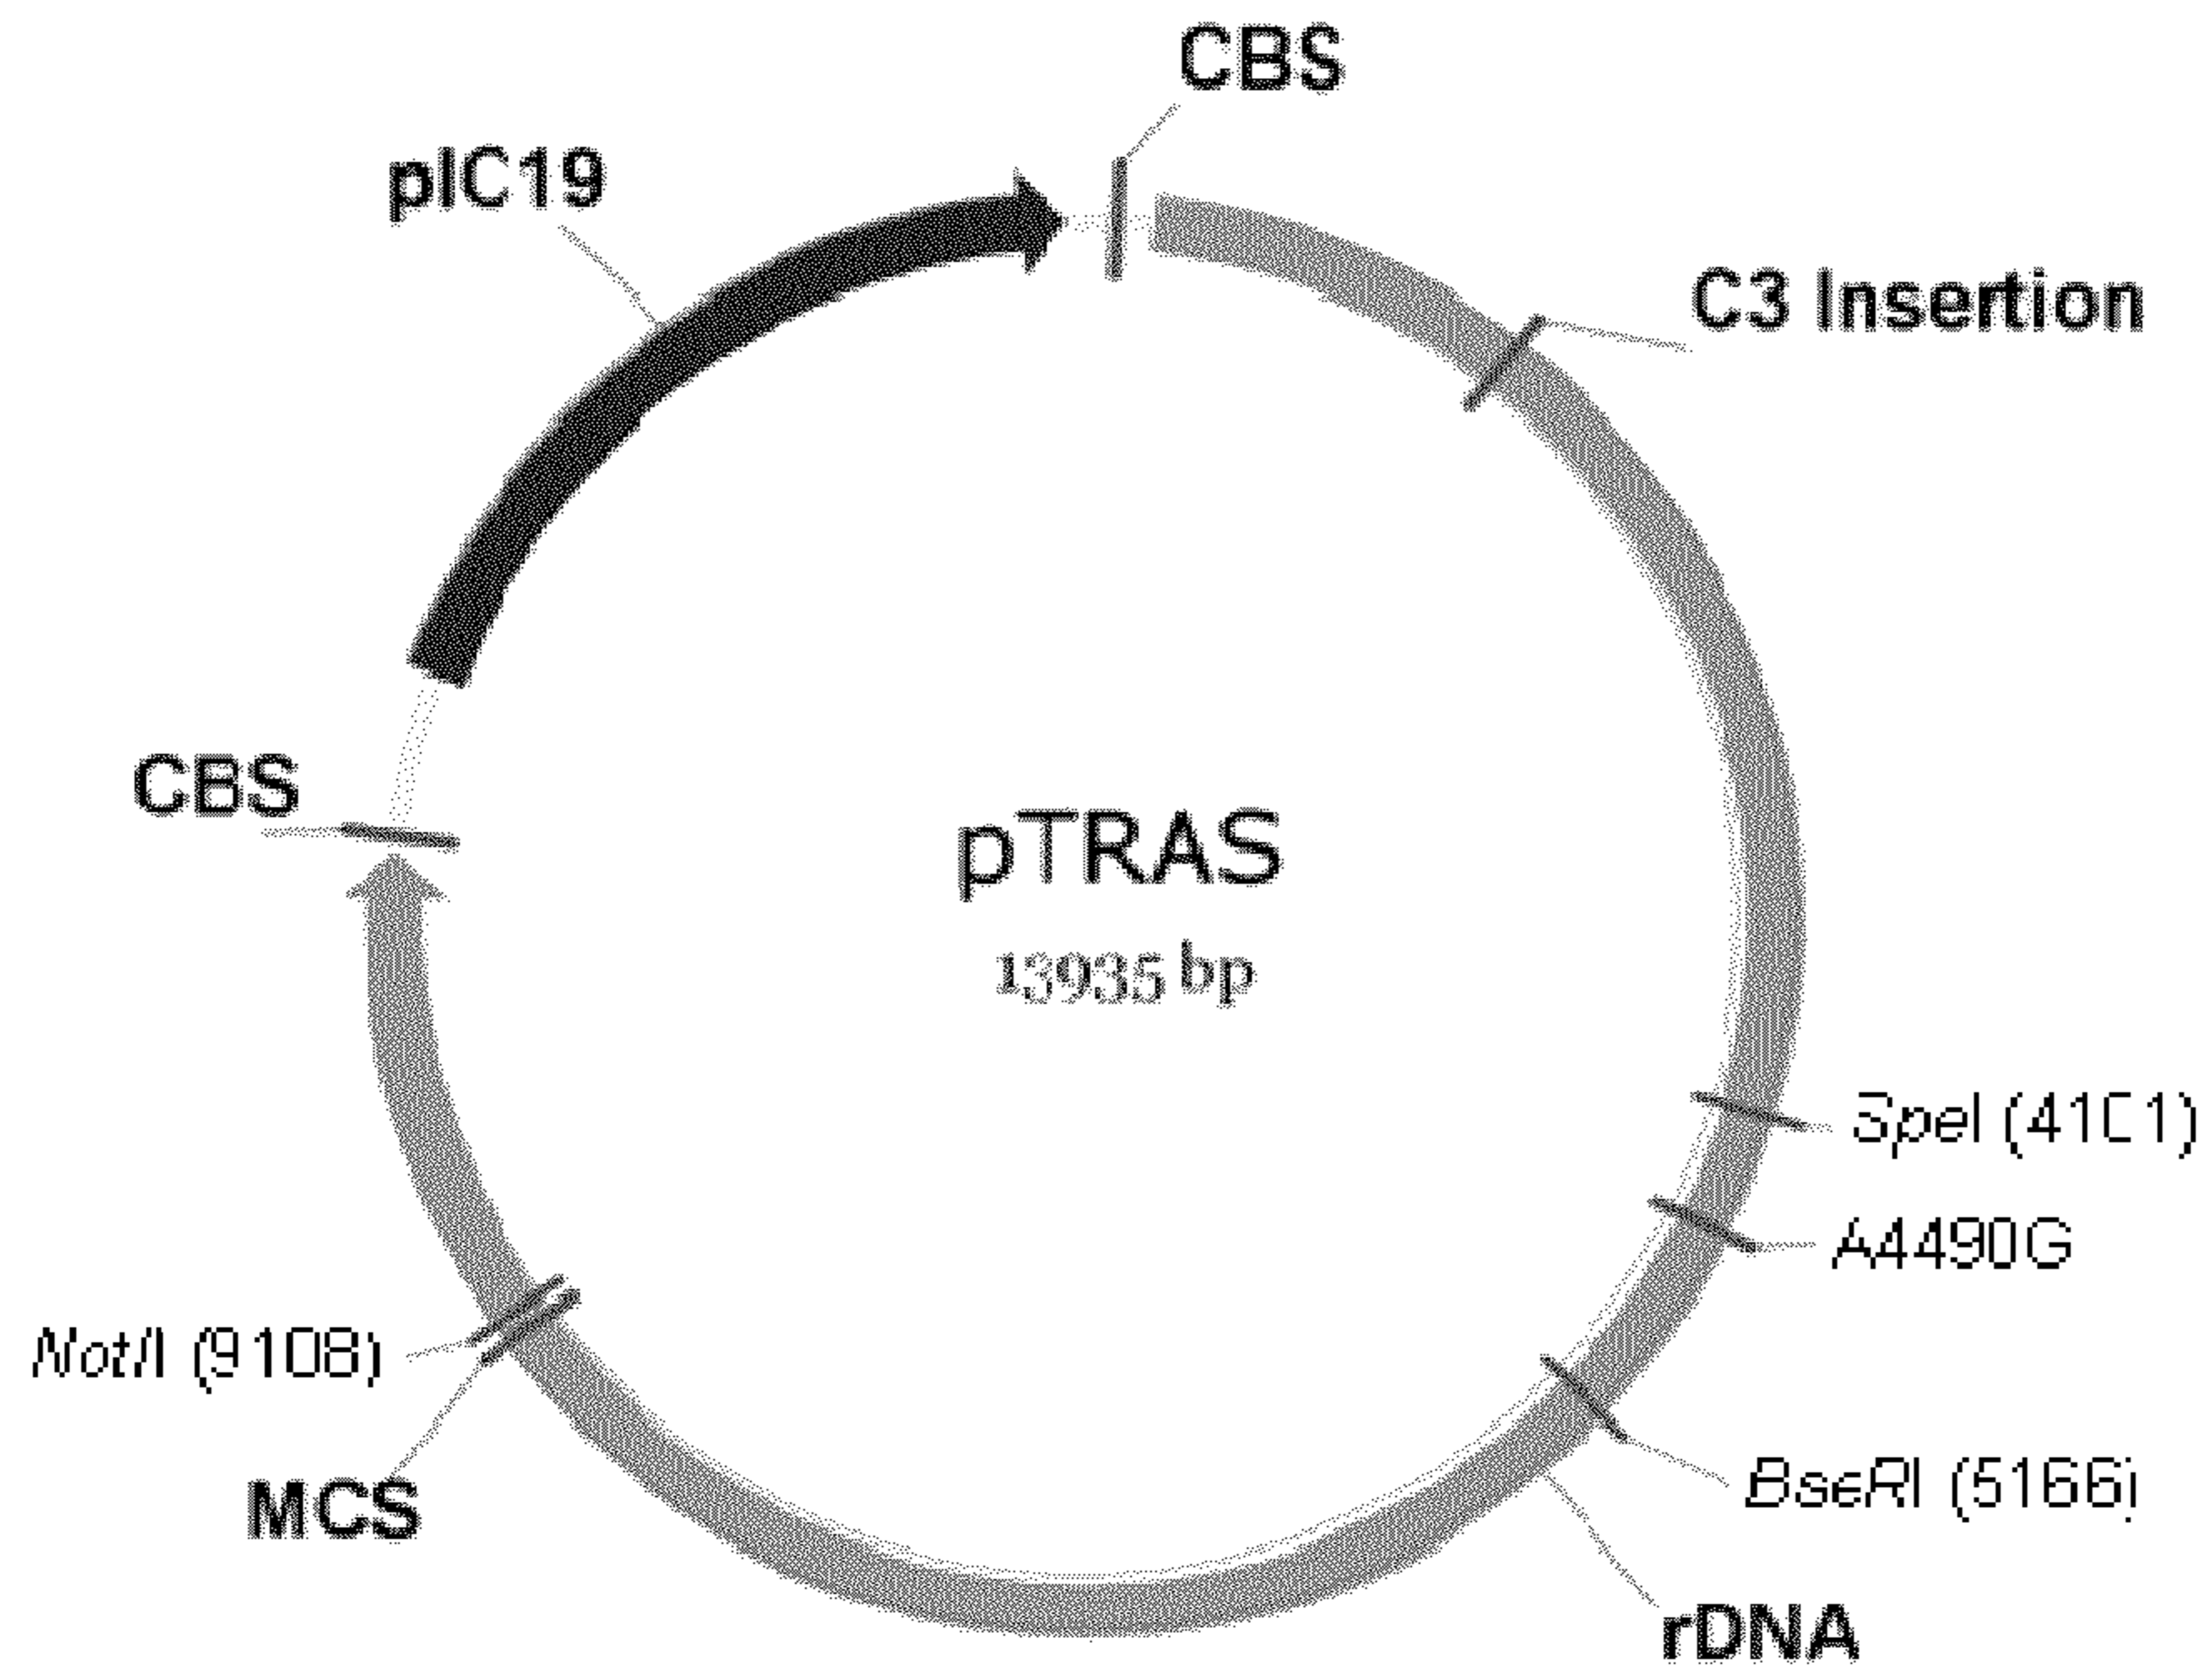 CBS
pIC19
C3 Insertion
CBS
pTRAS
13935 bp
SpeI (4101)
A4490G
NotI (9108)
BseRI (5166)
MCS
rDNA